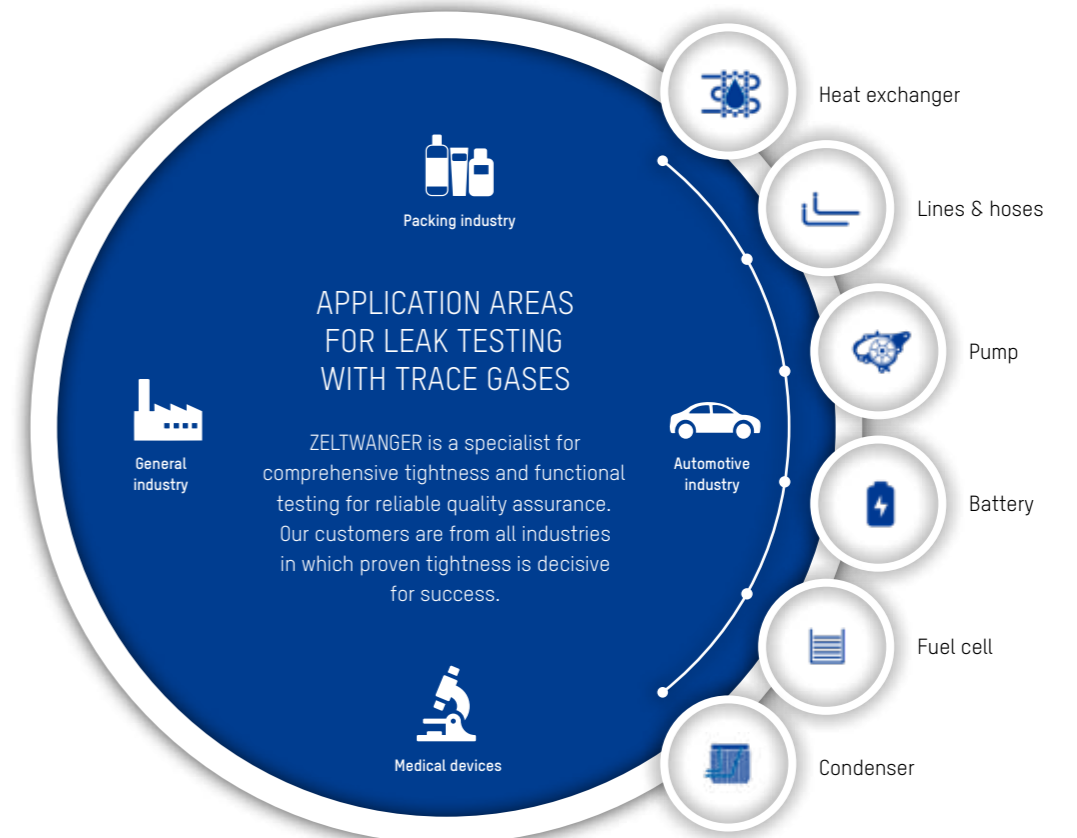 Heat exchanger
Lines & hoses
Packing industry
APPLICATION AREAS
FOR LEAK TESTING
WITH TRACE GASES
Pump
General
industry
ZELTWANGER is a specialist for
comprehensive tightness and functional
testing for reliable quality assurance.
Our customers are from all industries
in which proven tightness is decisive
for success.
Automotive
industry
Battery
Fuel cell
Medical devices
Condenser